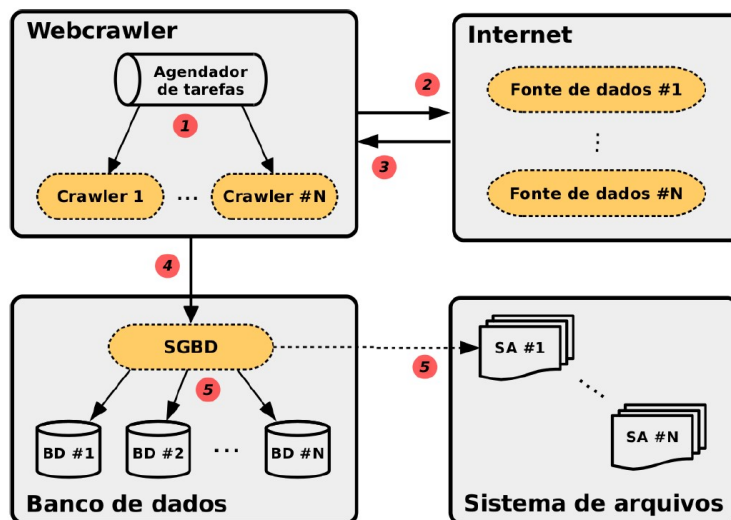 Webcrawler
Agendador
de tarefas
1
Crawler 1
...
Crawler #N
2
3
Internet
Fonte de dados #1
⋮
Fonte de dados #N
4
SGBD
5
BD #1
BD #2
...
BD #N
Banco de dados
5
SA #1
.....
SA #N
Sistema de arquivos